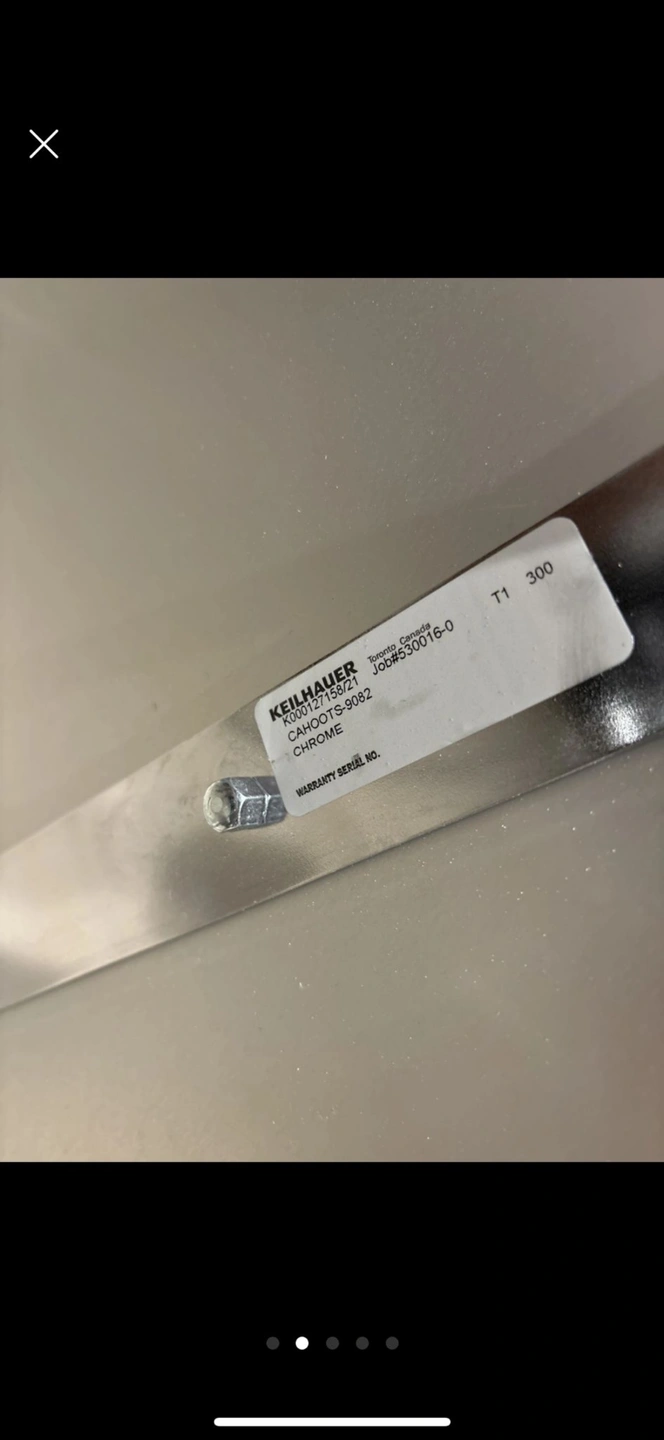 KEILHAUER Toronto Canada
K000127158/21 Job#530016-0 T1 300
CAHOOTS-9082
CHROME
WARRANTY SERIAL NO.